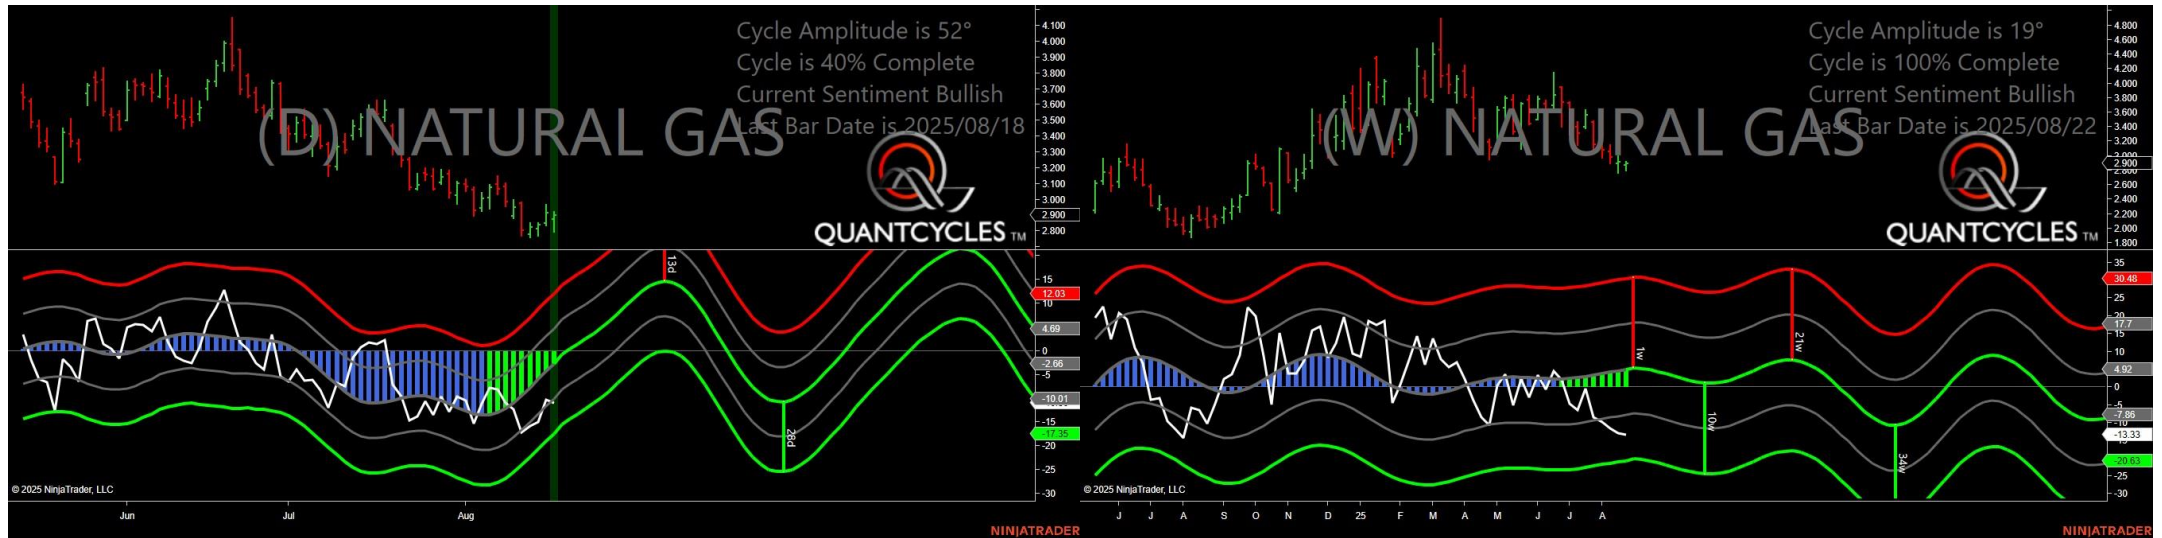 Cycle Amplitude is 52°
Cycle is 40% Complete
Current Sentiment Bullish
Last Bar Date is 2025/08/18
(D) NATURAL GAS
QUANTCYCLES TM
4.100
4.000
3.900
3.800
3.700
3.600
3.500
3.400
3.300
3.200
3.100
3.000
2.900
2.800
13d
28d
15
12.03
10
4.69
0
-2.66
-5
-10.01
-15
-17.35
-20
-25
-30
© 2025 NinjaTrader, LLC
Jun
Jul
Aug
NINJATRADER
Cycle Amplitude is 19°
Cycle is 100% Complete
Current Sentiment Bullish
Last Bar Date is 2025/08/22
(W) NATURAL GAS
QUANTCYCLES TM
4.800
4.600
4.400
4.200
4.000
3.800
3.600
3.400
3.200
3.000
2.900
2.800
2.600
2.400
2.200
2.000
1.800
1w
10w
21w
34w
35
30.48
25
20
17.7
15
10
4.92
0
-5
-7.86
-10
-13.33
-15
-20.63
-25
-30
© 2025 NinjaTrader, LLC
J
J
A
S
O
N
D
25
F
M
A
M
J
J
A
NINJATRADER